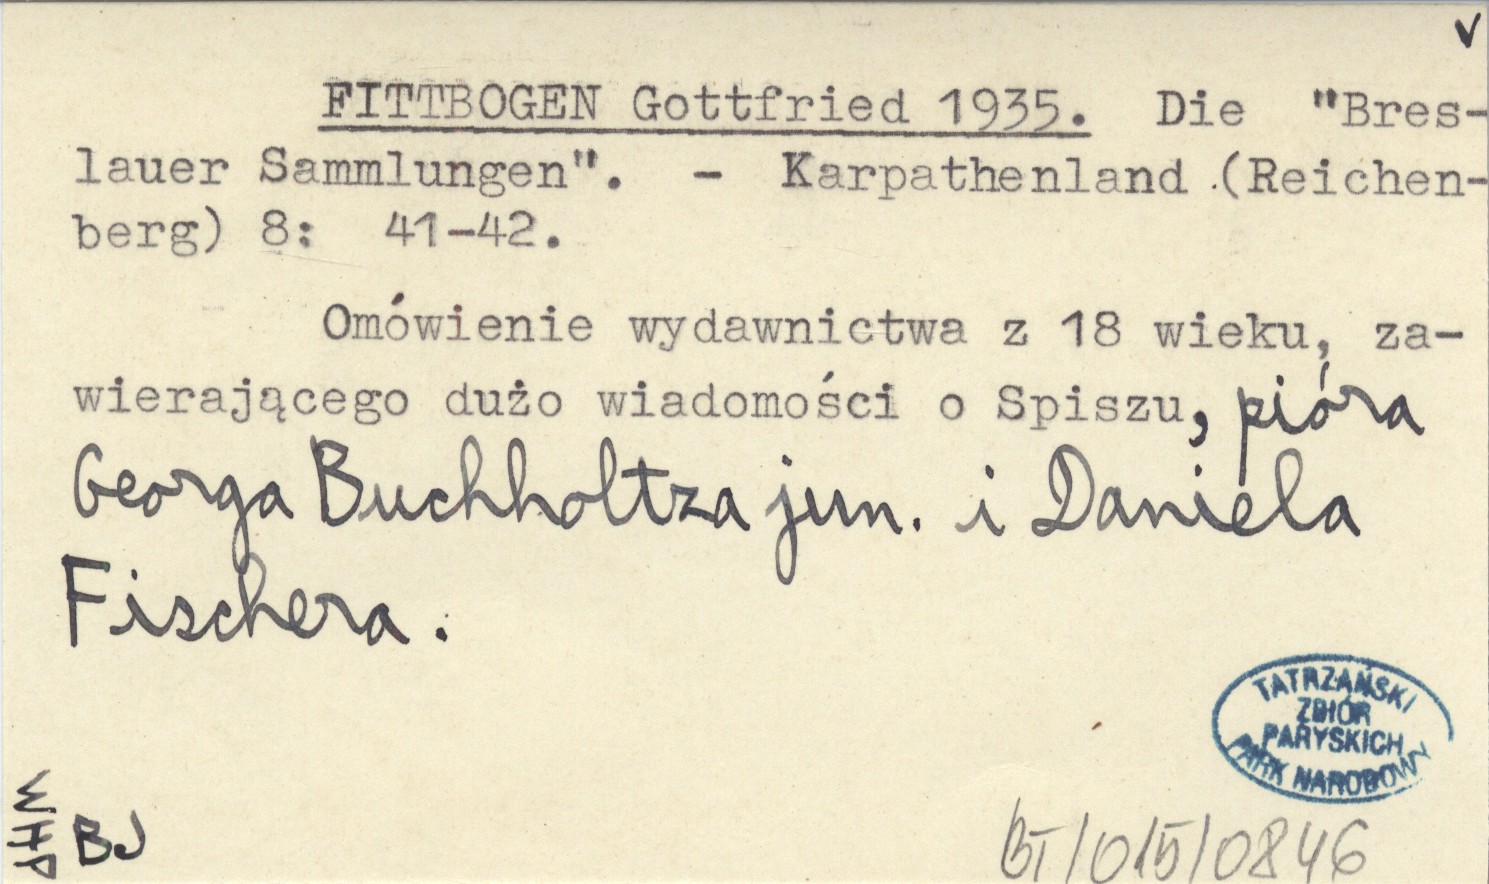 v
FITTBOGEN Gottfried 1935. Die "Bres-
lauer Sammlungen". - Karpathenland (Reichen-
berg) 8: 41-42.
Omówienie wydawnictwa z 18 wieku, za-
wierającego dużo wiadomości o Spiszu, pióra
Georga Buchholtza jun. i Daniela
Fischera.
TATRZAŃSKI
ZBIÓR
PARYSKICH
PARK NARODOWY
WHP
BJ
BT/015/0846